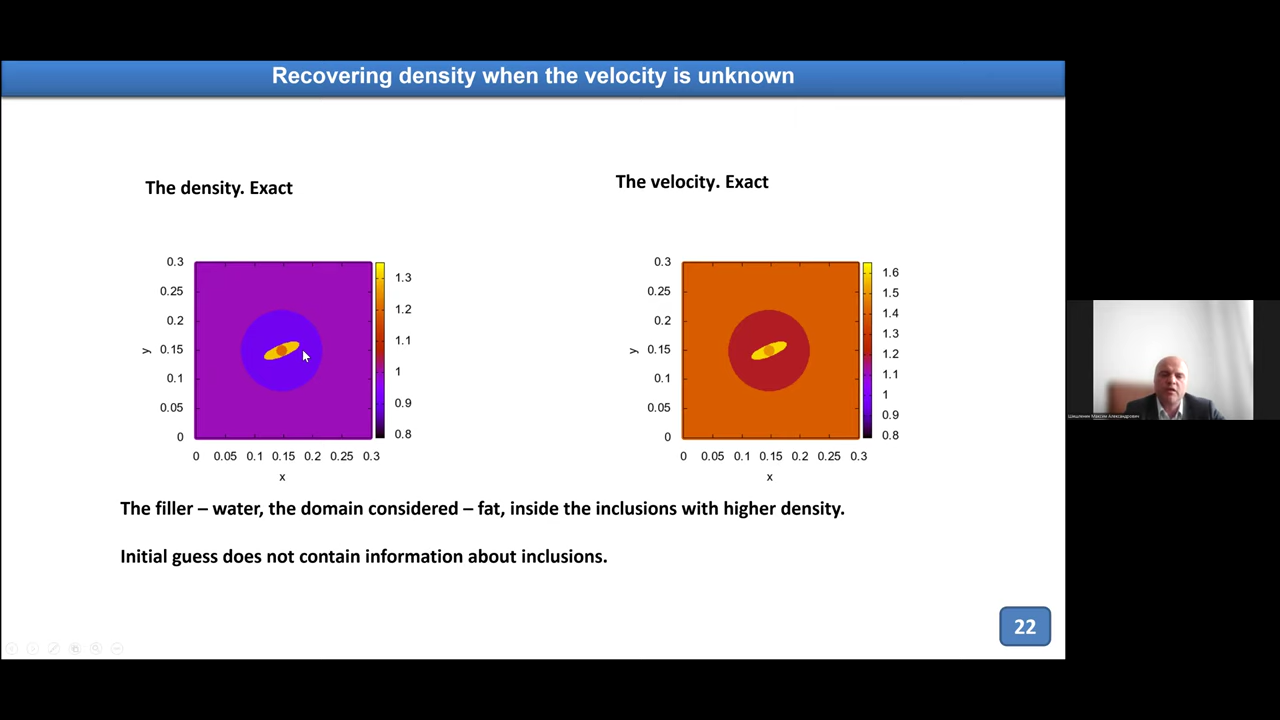 Recovering density when the velocity is unknown
The density. Exact
The velocity. Exact
0.3
0.25
0.2
0.15
0.1
0.05
0
y
0 0.05 0.1 0.15 0.2 0.25 0.3
x
1.3
1.2
1.1
1
0.9
0.8
0.3
0.25
0.2
0.15
0.1
0.05
0
y
0 0.05 0.1 0.15 0.2 0.25 0.3
x
1.6
1.5
1.4
1.3
1.2
1.1
1
0.9
0.8
The filler – water, the domain considered – fat, inside the inclusions with higher density.
Initial guess does not contain information about inclusions.
22
Шишленин Максим Александрович